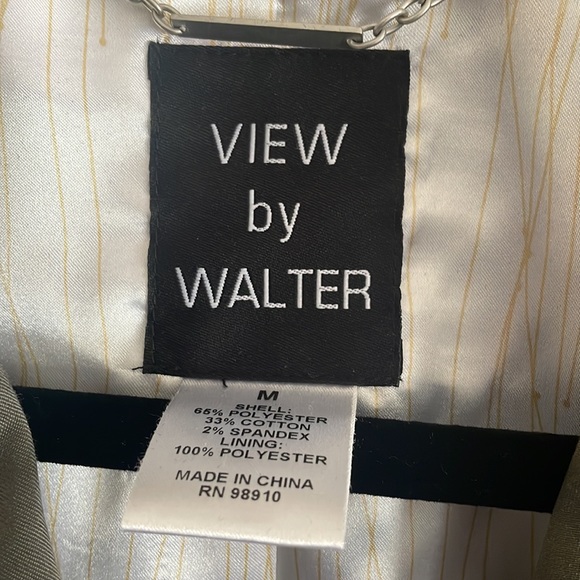 VIEW
by
WALTER
M
SHELL:
65% POLYESTER
33% COTTON
2% SPANDEX
LINING:
100% POLYESTER
MADE IN CHINA
RN 98910